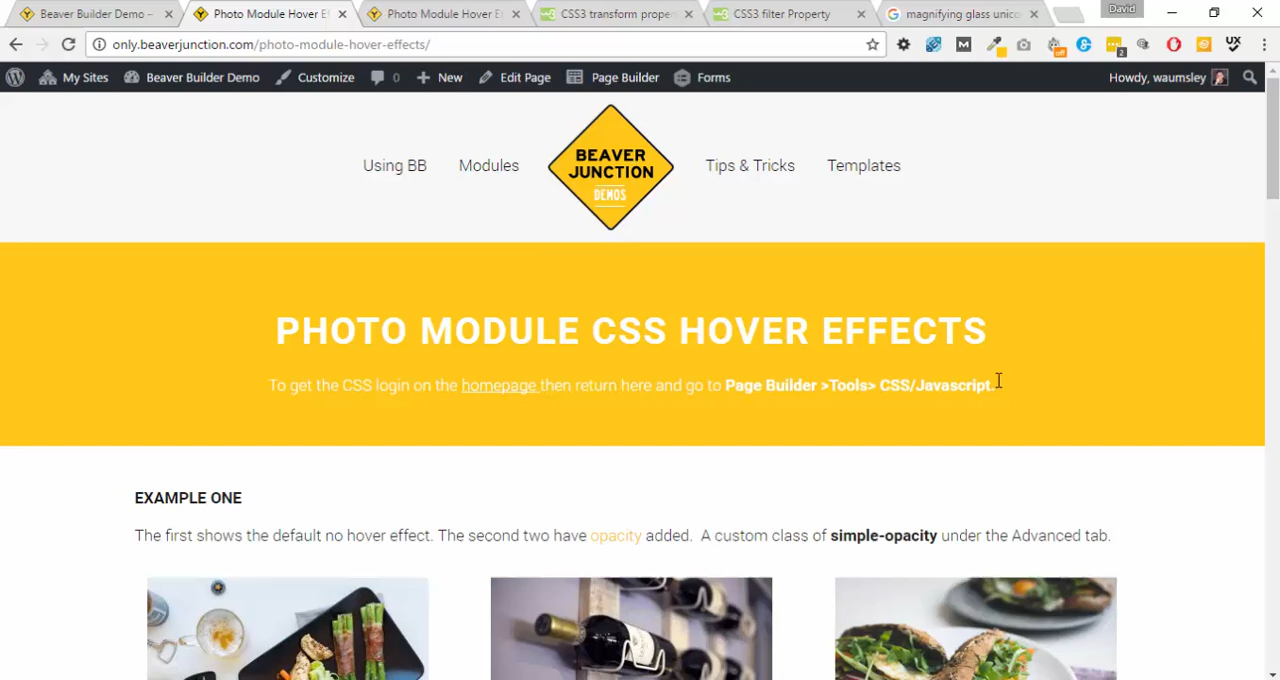 Beaver Builder Demo –
Photo Module Hover Ef
Photo Module Hover E
CSS3 transform proper
CSS3 filter Property
magnifying glass unico
David
only.beaverjunction.com/photo-module-hover-effects/
off
2
UX
My Sites
Beaver Builder Demo
Customize
0
New
Edit Page
Page Builder
Forms
Howdy, waumsley
Using BB
Modules
BEAVER
JUNCTION
DEMOS
Tips & Tricks
Templates
PHOTO MODULE CSS HOVER EFFECTS
To get the CSS login on the homepage then return here and go to Page Builder >Tools> CSS/Javascript.
EXAMPLE ONE
The first shows the default no hover effect. The second two have opacity added. A custom class of simple-opacity under the Advanced tab.